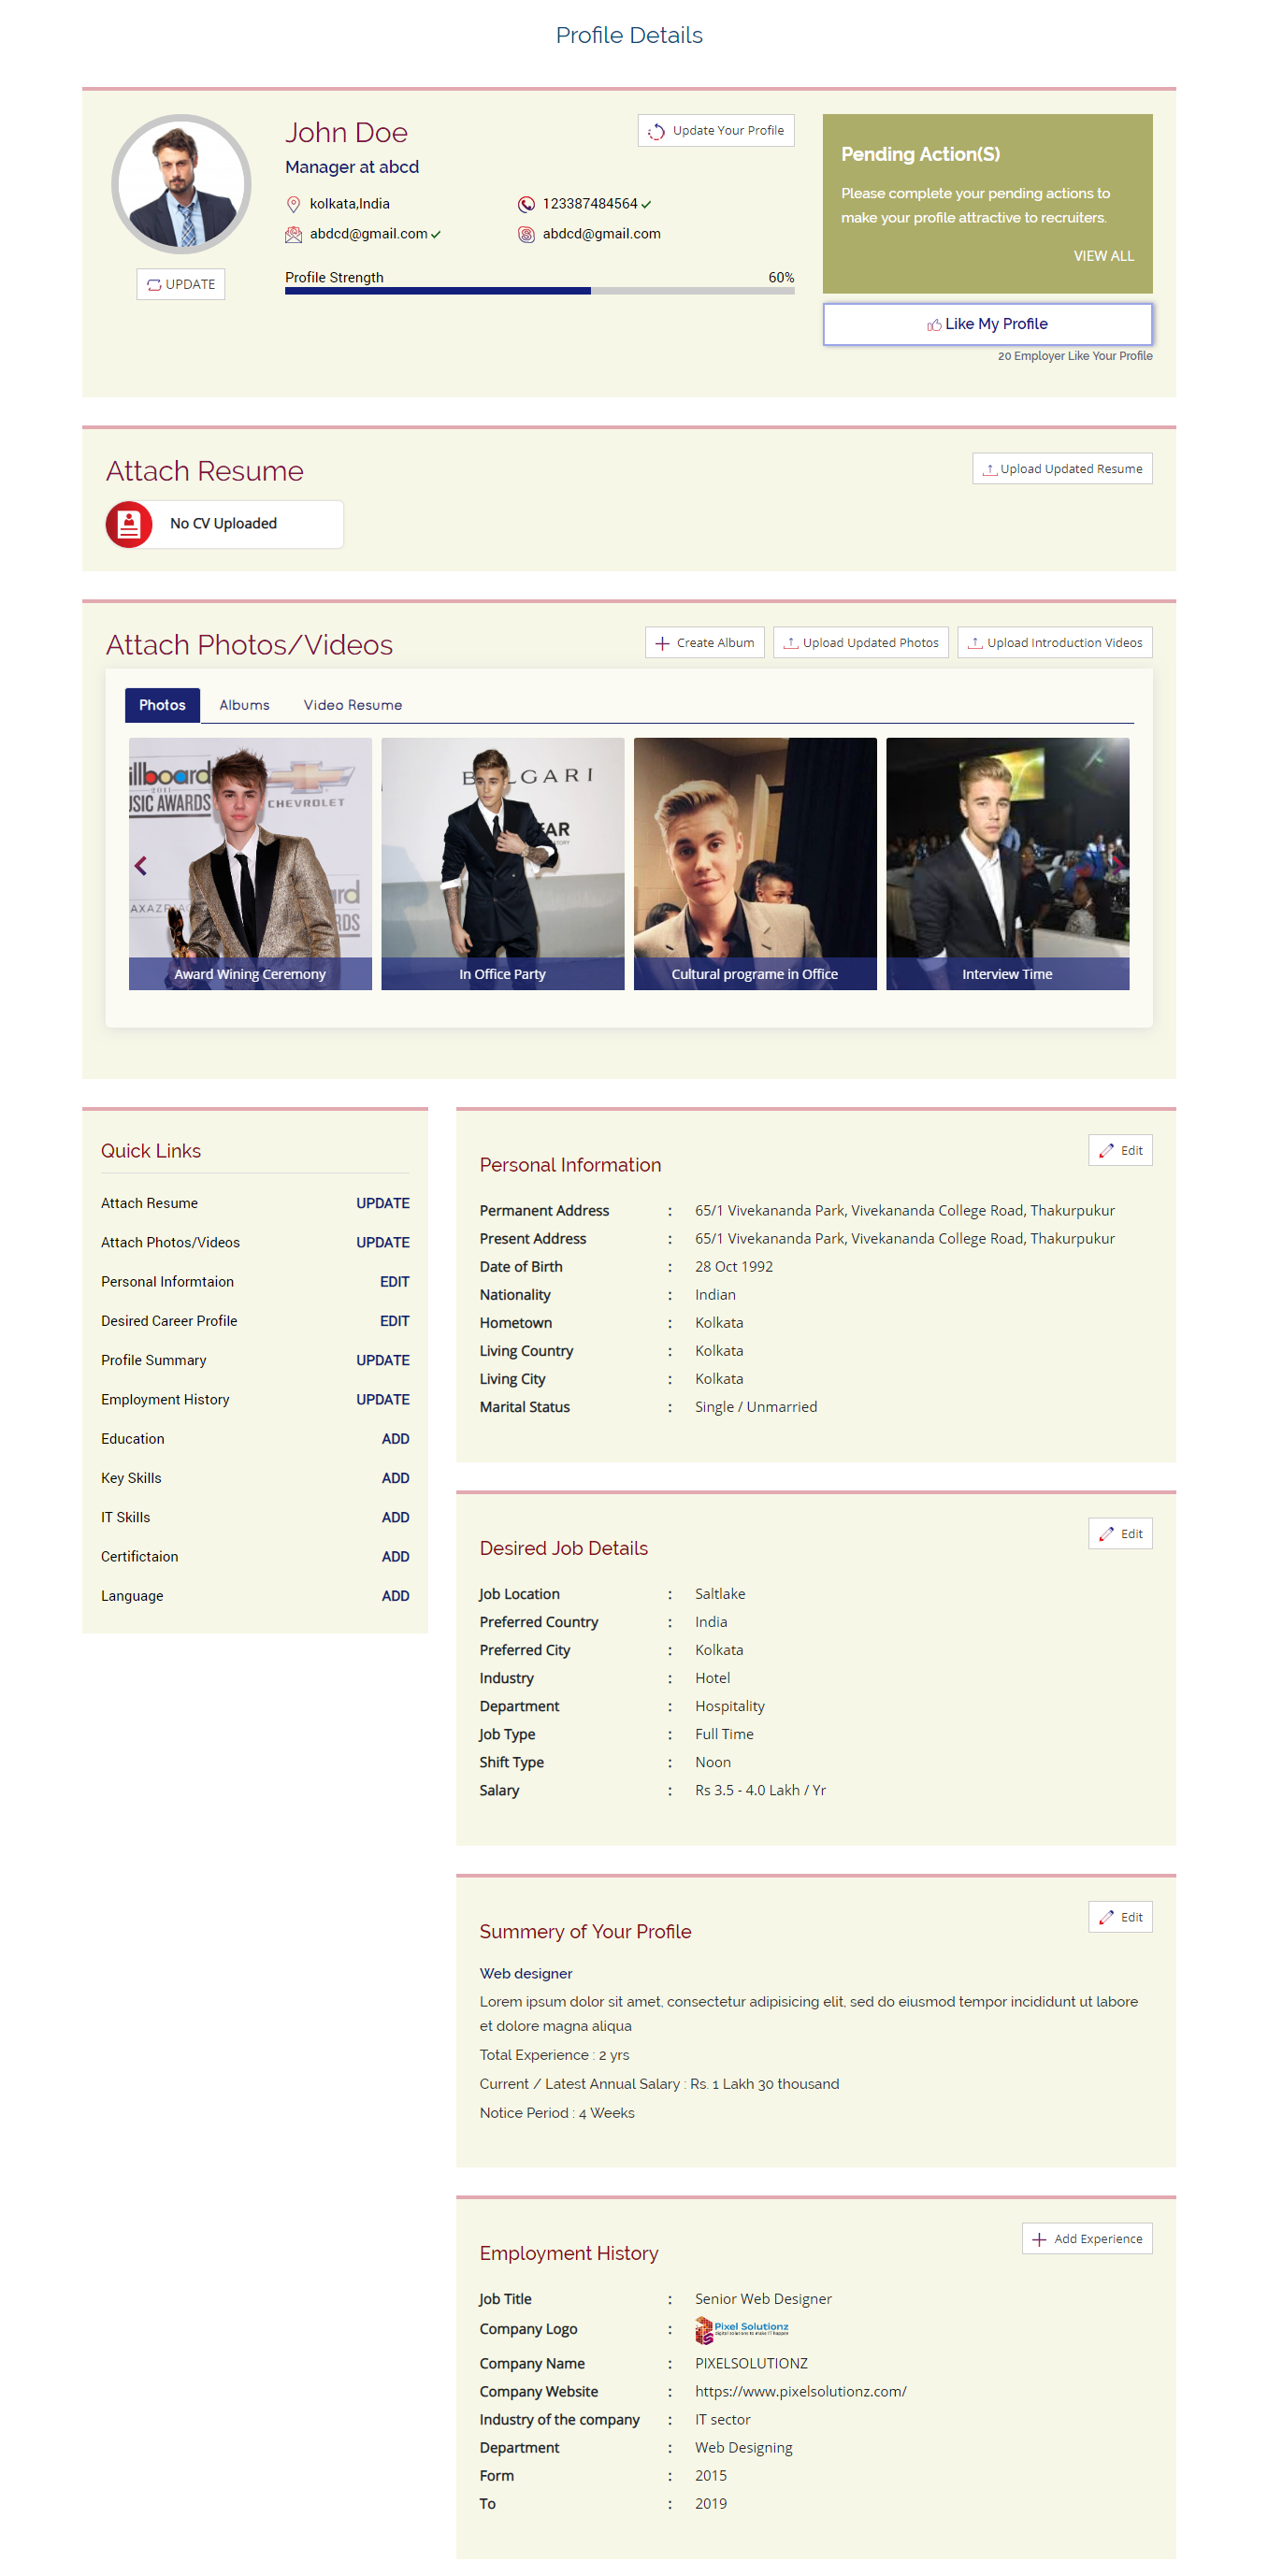 Profile Details
John Doe
Update Your Profile
Manager at abcd
kolkata,India
123387484564
abdcd@gmail.com
abdcd@gmail.com
UPDATE
Profile Strength
60%
Pending Action(S)
Please complete your pending actions to
make your profile attractive to recruiters.
VIEW ALL
Like My Profile
20 Employer Like Your Profile
Attach Resume
Upload Updated Resume
No CV Uploaded
Attach Photos/Videos
Create Album
Upload Updated Photos
Upload Introduction Videos
Photos
Albums
Video Resume
illboard
2011
USIC AWARDS
CHEVROLET
Award Wining Ceremony
B LGARI
FAR
In Office Party
Cultural programe in Office
Interview Time
Quick Links
Attach Resume UPDATE
Attach Photos/Videos UPDATE
Personal Informtaion EDIT
Desired Career Profile EDIT
Profile Summary UPDATE
Employment History UPDATE
Education ADD
Key Skills ADD
IT Skills ADD
Certifictaion ADD
Language ADD
Edit
Personal Information
Permanent Address : 65/1 Vivekananda Park, Vivekananda College Road, Thakurpukur
Present Address : 65/1 Vivekananda Park, Vivekananda College Road, Thakurpukur
Date of Birth : 28 Oct 1992
Nationality : Indian
Hometown : Kolkata
Living Country : Kolkata
Living City : Kolkata
Marital Status : Single / Unmarried
Edit
Desired Job Details
Job Location : Saltlake
Preferred Country : India
Preferred City : Kolkata
Industry : Hotel
Department : Hospitality
Job Type : Full Time
Shift Type : Noon
Salary : Rs 3.5 - 4.0 Lakh / Yr
Edit
Summery of Your Profile
Web designer
Lorem ipsum dolor sit amet, consectetur adipisicing elit, sed do eiusmod tempor incididunt ut labore
et dolore magna aliqua
Total Experience : 2 yrs
Current / Latest Annual Salary : Rs. 1 Lakh 30 thousand
Notice Period : 4 Weeks
Add Experience
Employment History
Job Title : Senior Web Designer
Company Logo : Pixel Solutionz
digital solutions to make IT happen
Company Name : PIXELSOLUTIONZ
Company Website : https://www.pixelsolutionz.com/
Industry of the company : IT sector
Department : Web Designing
Form : 2015
To : 2019